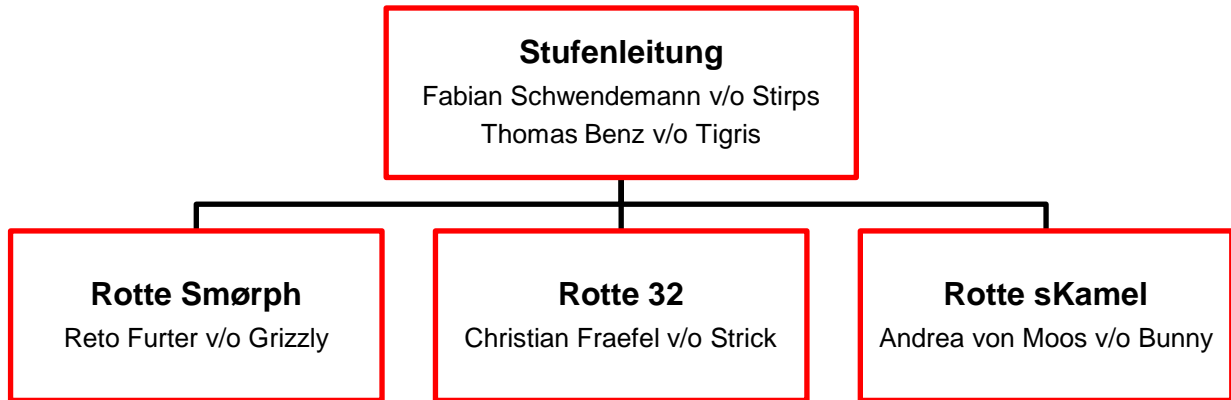 Stufenleitung
Fabian Schwendemann v/o Stirps
Thomas Benz v/o Tigris
Rotte Smørph
Reto Furter v/o Grizzly
Rotte 32
Christian Fraefel v/o Strick
Rotte sKamel
Andrea von Moos v/o Bunny